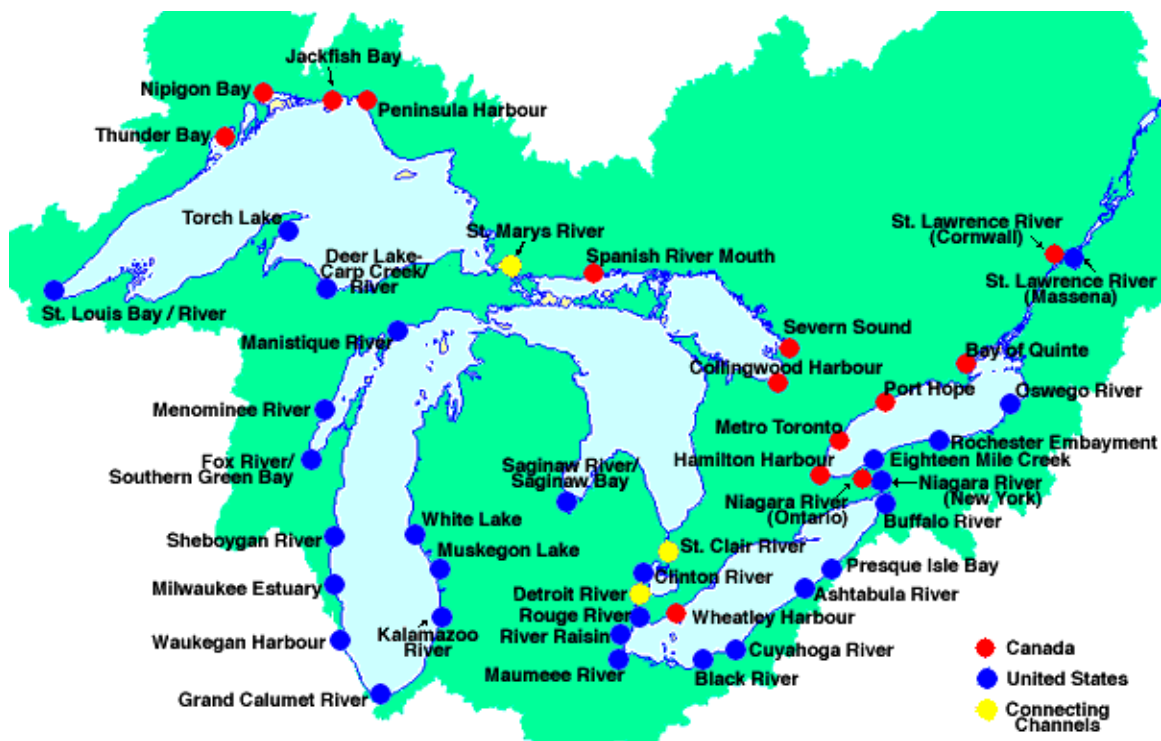 Jackfish Bay
Nipigon Bay
Peninsula Harbour
Thunder Bay
Torch Lake
St. Marys River
St. Lawrence River
(Cornwall)
Deer Lake-
Carp Creek/
River
Spanish River Mouth
St. Lawrence River
(Massena)
St. Louis Bay / River
Manistique River
Severn Sound
Bay of Quinte
Collingwood Harbour
Port Hope
Oswego River
Menominee River
Metro Toronto
Rochester Embayment
Fox River/
Southern Green Bay
Saginaw River/
Saginaw Bay
Hamilton Harbour
Eighteen Mile Creek
Niagara River
(Ontario)
Niagara River
(New York)
Buffalo River
White Lake
Sheboygan River
Muskegon Lake
St. Clair River
Clinton River
Presque Isle Bay
Milwaukee Estuary
Detroit River
Ashtabula River
Rouge River
Wheatley Harbour
Waukegan Harbour
Kalamazoo
River
River Raisin
Cuyahoga River
Maumeee River
Black River
Grand Calumet River
Canada
United States
Connecting
Channels